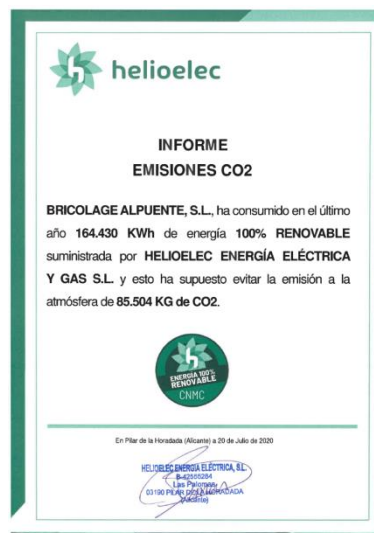 helioelec
INFORME
EMISIONES CO2
BRICOLAGE ALPUENTE, S.L., ha consumido en el último
año 164.430 KWh de energía 100% RENOVABLE
suministrada por HELIOELEC ENERGÍA ELÉCTRICA
Y GAS S.L. y esto ha supuesto evitar la emisión a la
atmósfera de 85.504 KG de CO2.
ENERGÍA 100%
RENOVABLE
CNMC
En Pilar de la Horadada (Alicante) a 20 de Julio de 2020
HELIOELEC ENERGÍA ELÉCTRICA, S.L.
Las Palomas
03190 PILAR DE LA HORADADA
(Alicante)